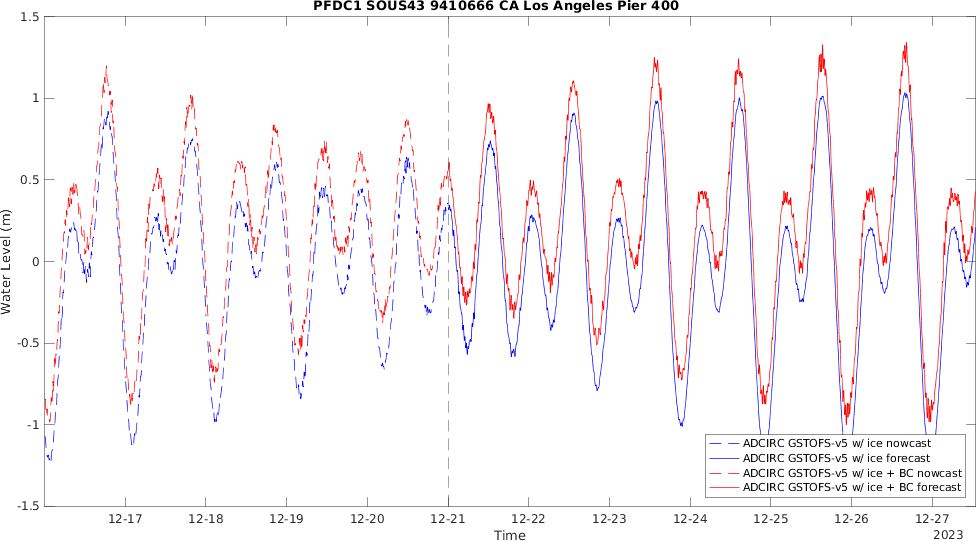 PFDC1 SOUS43 9410666 CA Los Angeles Pier 400
1.5
1
0.5
0
-0.5
-1
-1.5
Water Level (m)
12-17 12-18 12-19 12-20 12-21 12-22 12-23 12-24 12-25 12-26 12-27
Time
2023
ADCIRC GSTOFS-v5 w/ ice nowcast
ADCIRC GSTOFS-v5 w/ ice forecast
ADCIRC GSTOFS-v5 w/ ice + BC nowcast
ADCIRC GSTOFS-v5 w/ ice + BC forecast